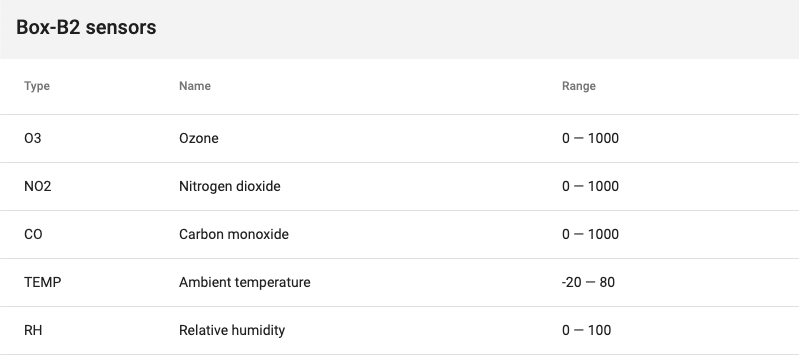 Box-B2 sensors
Type Name Range
O3 Ozone 0 — 1000
NO2 Nitrogen dioxide 0 — 1000
CO Carbon monoxide 0 — 1000
TEMP Ambient temperature -20 — 80
RH Relative humidity 0 — 100